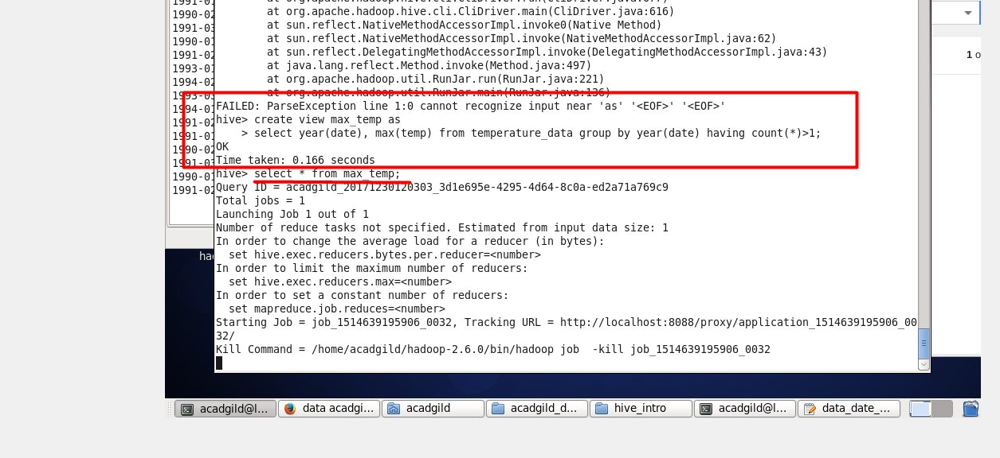 1991-01
1990-02
1991-03
1990-01
1991-02
1993-01
1994-02
1993-03
1994-01
1991-02
1991-01
1990-02
1991-03
1990-01
1991-02
at org.apache.hadoop.hive.cli.CliDriver.run(CliDriver.java:677)
at org.apache.hadoop.hive.cli.CliDriver.main(CliDriver.java:616)
at sun.reflect.NativeMethodAccessorImpl.invoke0(Native Method)
at sun.reflect.NativeMethodAccessorImpl.invoke(NativeMethodAccessorImpl.java:62)
at sun.reflect.DelegatingMethodAccessorImpl.invoke(DelegatingMethodAccessorImpl.java:43)
at java.lang.reflect.Method.invoke(Method.java:497)
at org.apache.hadoop.util.RunJar.run(RunJar.java:221)
at org.apache.hadoop.util.RunJar.main(RunJar.java:136)
FAILED: ParseException line 1:0 cannot recognize input near 'as' '<EOF>' '<EOF>'
hive> create view max_temp as
> select year(date), max(temp) from temperature_data group by year(date) having count(*)>1;
OK
Time taken: 0.166 seconds
hive> select * from max_temp;
Query ID = acadgild_20171230120303_3d1e695e-4295-4d64-8c0a-ed2a71a769c9
Total jobs = 1
Launching Job 1 out of 1
Number of reduce tasks not specified. Estimated from input data size: 1
In order to change the average load for a reducer (in bytes):
set hive.exec.reducers.bytes.per.reducer=<number>
In order to limit the maximum number of reducers:
set hive.exec.reducers.max=<number>
In order to set a constant number of reducers:
set mapreduce.job.reduces=<number>
Starting Job = job_1514639195906_0032, Tracking URL = http://localhost:8088/proxy/application_1514639195906_00
32/
Kill Command = /home/acadgild/hadoop-2.6.0/bin/hadoop job  -kill job_1514639195906_0032
1 o
ha
acadgild@l... data acadgi... acadgild acadgild_d... hive_intro acadgild@l... data_date_...